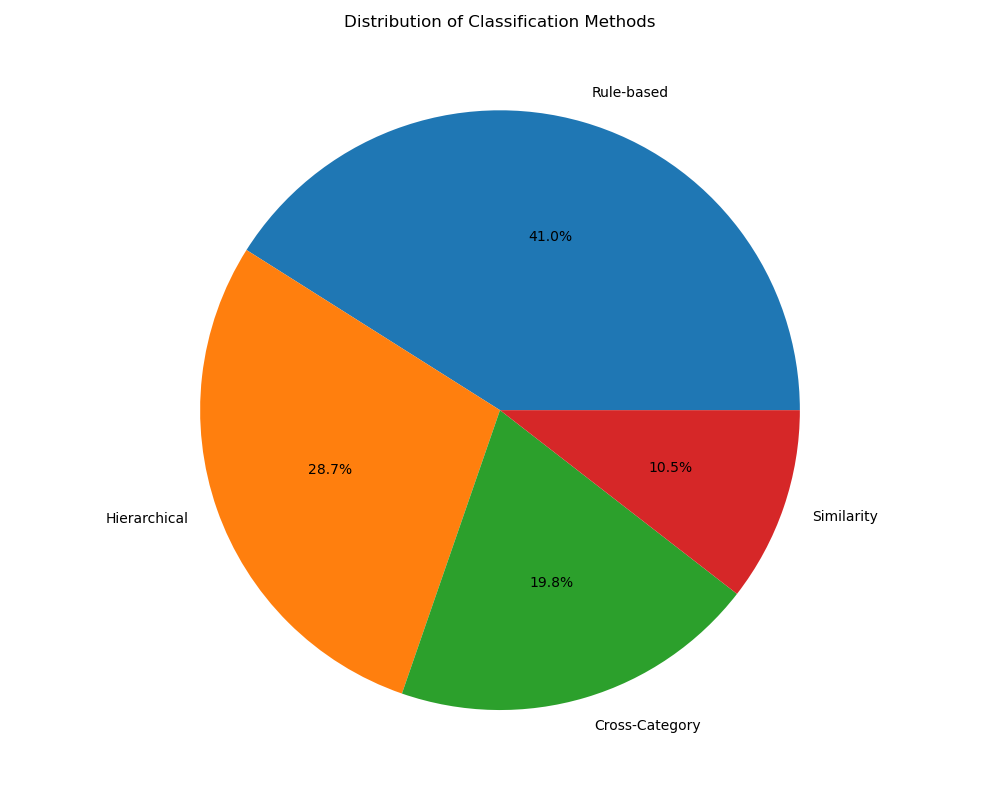 Distribution of Classification Methods
Rule-based
41.0%
28.7%
Hierarchical
10.5%
Similarity
19.8%
Cross-Category